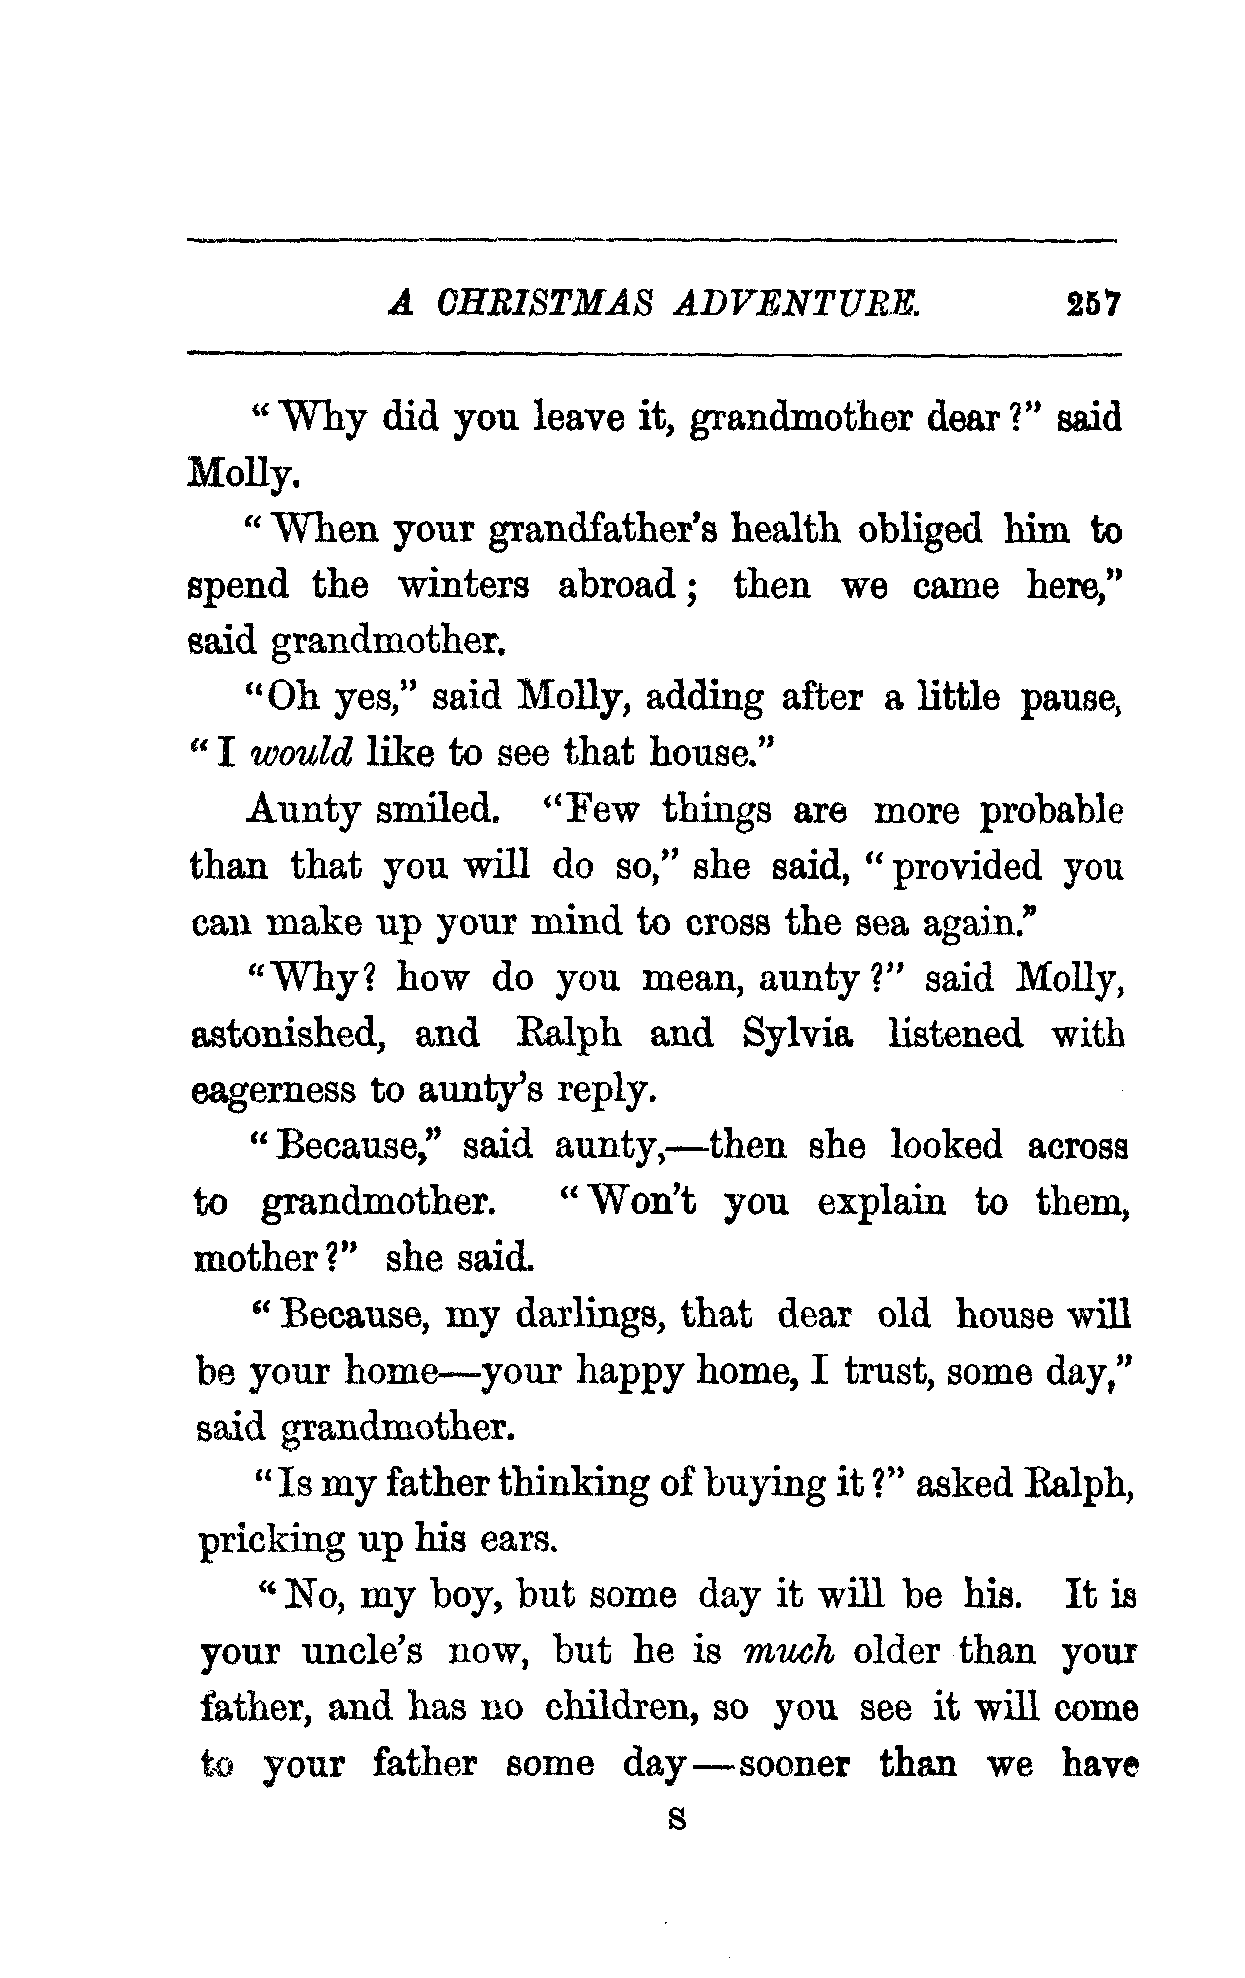 A CHRISTMAS ADVENTURE. 257
“Why did you leave it, grandmother dear?” said
Molly.
“When your grandfather’s health obliged him to
spend the winters abroad; then we came here,”
said grandmother.
“Oh yes,” said Molly, adding after a little pause,
“I would like to see that house.”
Aunty smiled. “Few things are more probable
than that you will do so,” she said, “provided you
can make up your mind to cross the sea again.”
“Why? how do you mean, aunty?” said Molly,
astonished, and Ralph and Sylvia listened with
eagerness to aunty’s reply.
“Because,” said aunty,—then she looked across
to grandmother. “Won’t you explain to them,
mother?” she said.
“Because, my darlings, that dear old house will
be your home—your happy home, I trust, some day,”
said grandmother.
“Is my father thinking of buying it?” asked Ralph,
pricking up his ears.
“No, my boy, but some day it will be his. It is
your uncle’s now, but he is much older than your
father, and has no children, so you see it will come
to your father some day—sooner than we have
S